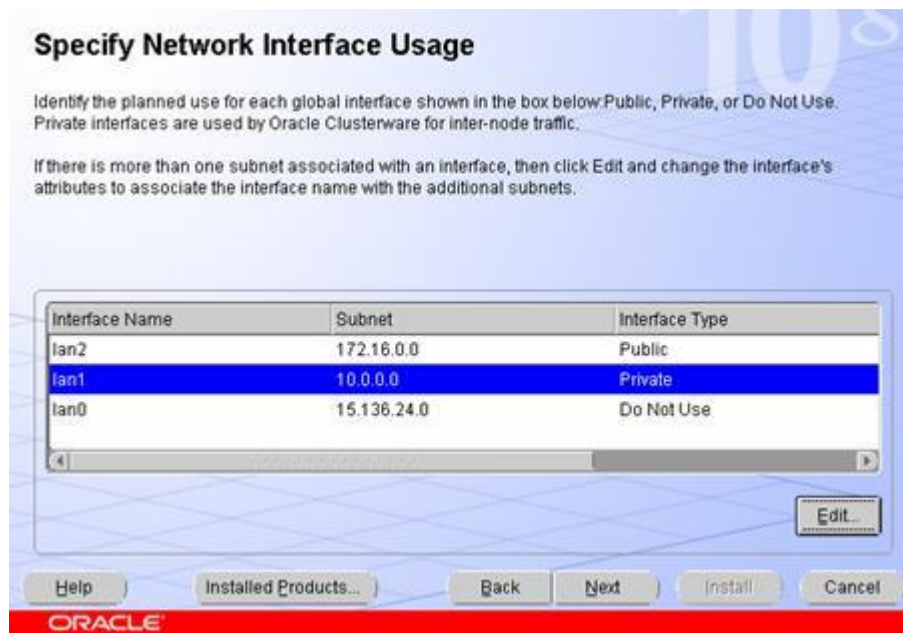 10g
Specify Network Interface Usage
Identify the planned use for each global interface shown in the box below:Public, Private, or Do Not Use.
Private interfaces are used by Oracle Clusterware for inter-node traffic.
If there is more than one subnet associated with an interface, then click Edit and change the interface's
attributes to associate the interface name with the additional subnets.
Interface Name Subnet Interface Type
lan2 172.16.0.0 Public
lan1 10.0.0.0 Private
lan0 15.136.24.0 Do Not Use
Edit...
Help Installed Products... Back Next Install Cancel
ORACLE